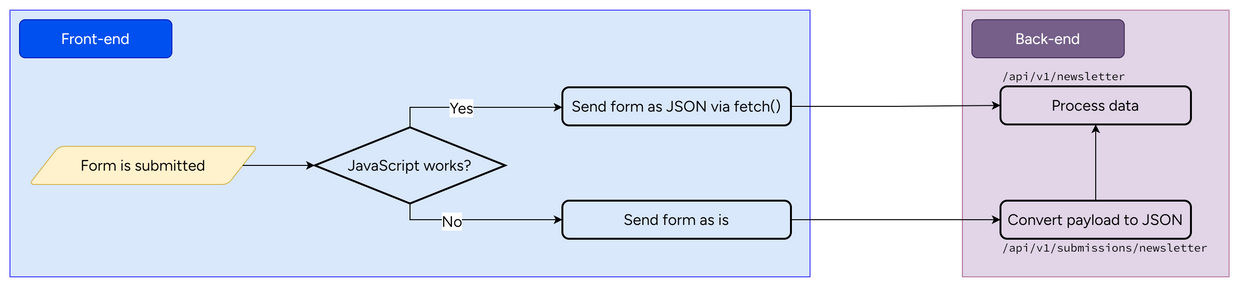 Front-end
Back-end
/api/v1/newsletter
Yes
Send form as JSON via fetch()
Process data
Form is submitted
JavaScript works?
No
Send form as is
Convert payload to JSON
/api/v1/submissions/newsletter